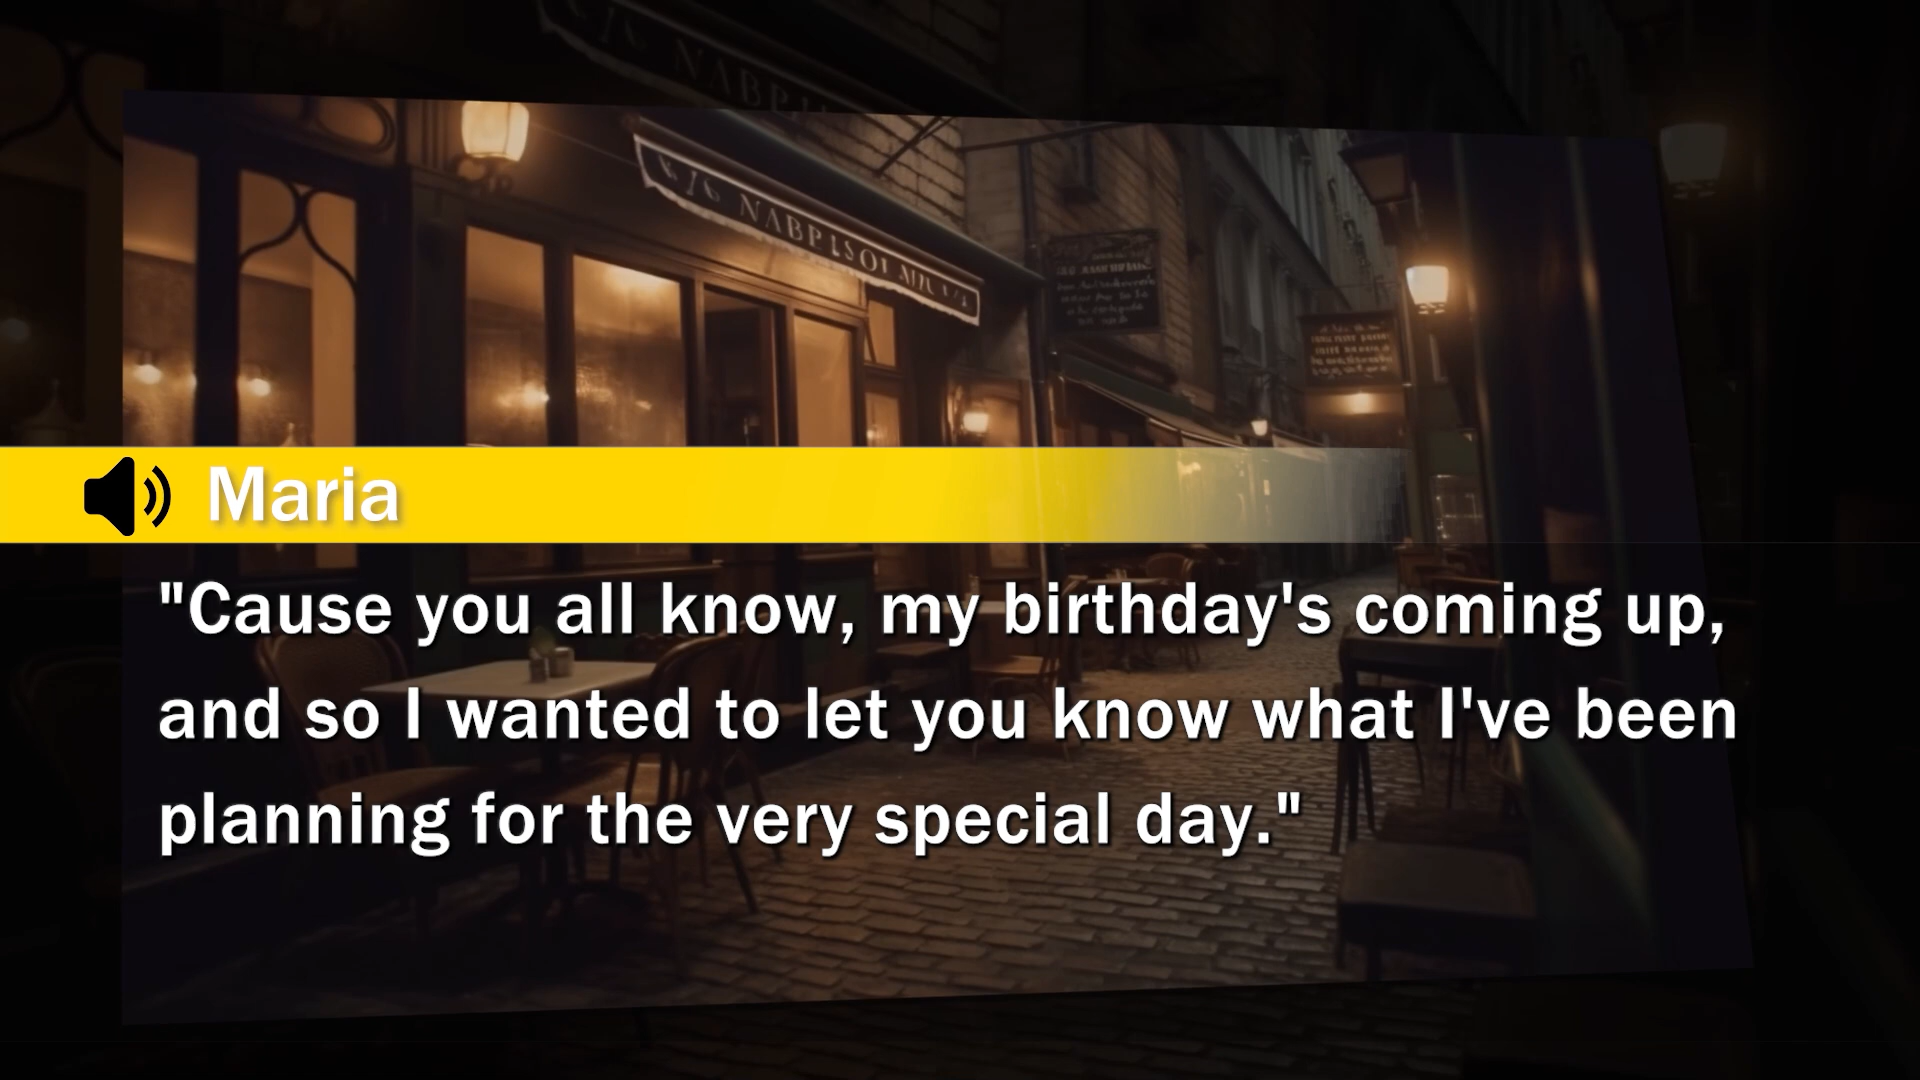 Maria
"Cause you all know, my birthday's coming up,
and so I wanted to let you know what I've been
planning for the very special day."